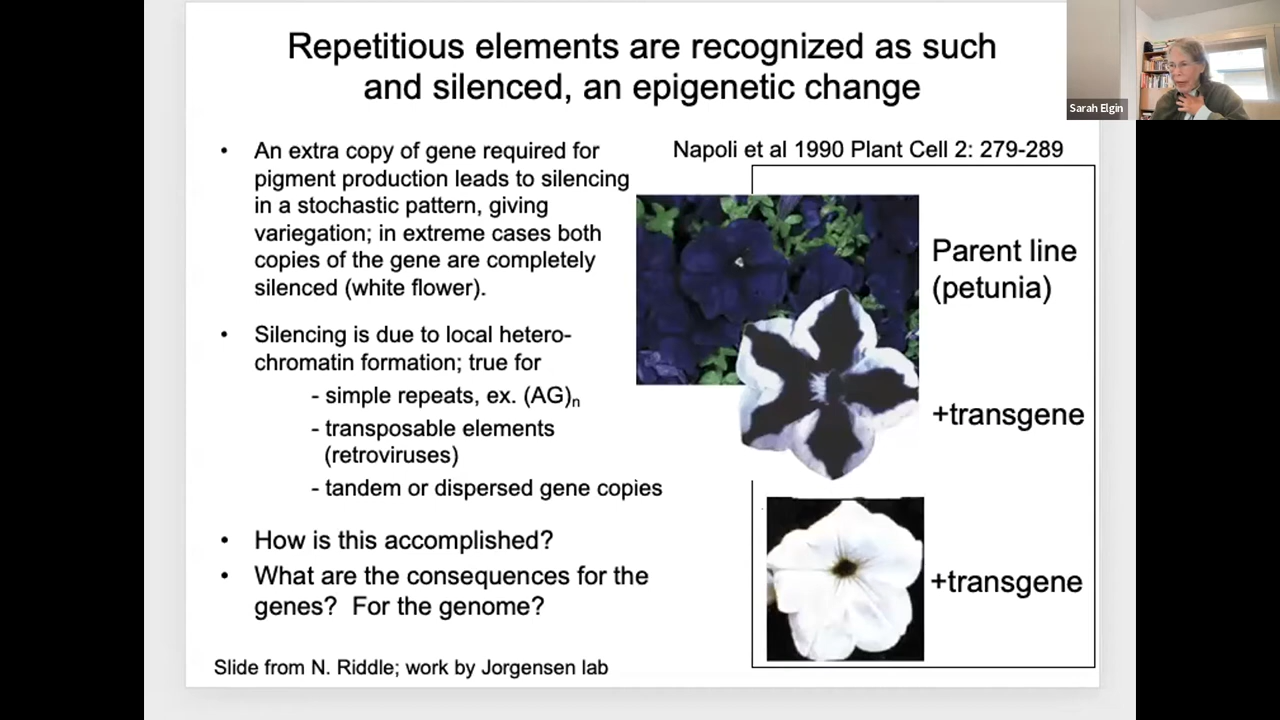 Repetitious elements are recognized as such
and silenced, an epigenetic change
Sarah Elgin
• An extra copy of gene required for
pigment production leads to silencing
in a stochastic pattern, giving
variegation; in extreme cases both
copies of the gene are completely
silenced (white flower).
• Silencing is due to local hetero-
chromatin formation; true for
- simple repeats, ex. (AG)n
- transposable elements
(retroviruses)
- tandem or dispersed gene copies
• How is this accomplished?
• What are the consequences for the
genes? For the genome?
Slide from N. Riddle; work by Jorgensen lab
Napoli et al 1990 Plant Cell 2: 279-289
Parent line
(petunia)
+transgene
+transgene